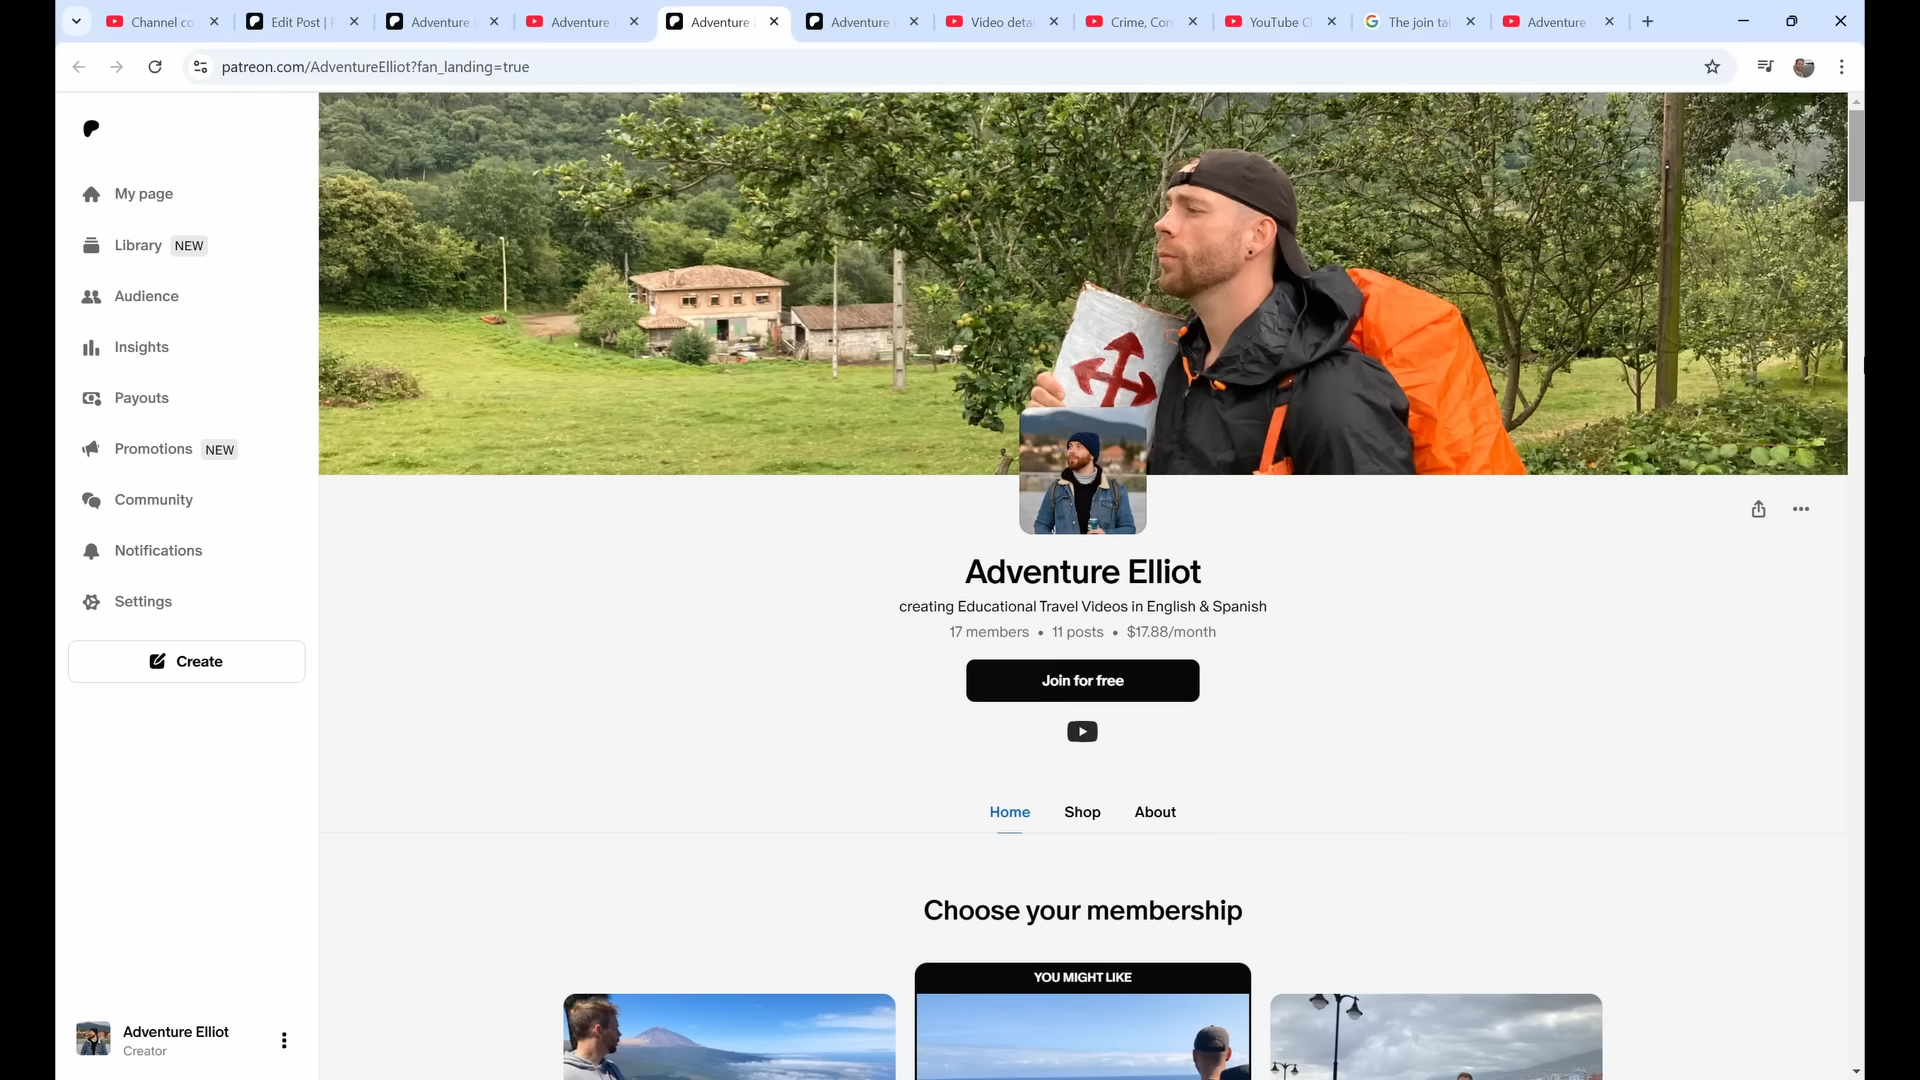 Channel co
Edit Post |
Adventure
Adventure
Adventure
Adventure
Video deta
Crime, Cor
YouTube C
The join ta
Adventure
patreon.com/AdventureElliot?fan_landing=true
My page
Library NEW
Audience
Insights
Payouts
Promotions NEW
Community
Notifications
Settings
Create
Adventure Elliot
creating Educational Travel Videos in English & Spanish
17 members • 11 posts • $17.88/month
Join for free
Home Shop About
Choose your membership
YOU MIGHT LIKE
Adventure Elliot
Creator